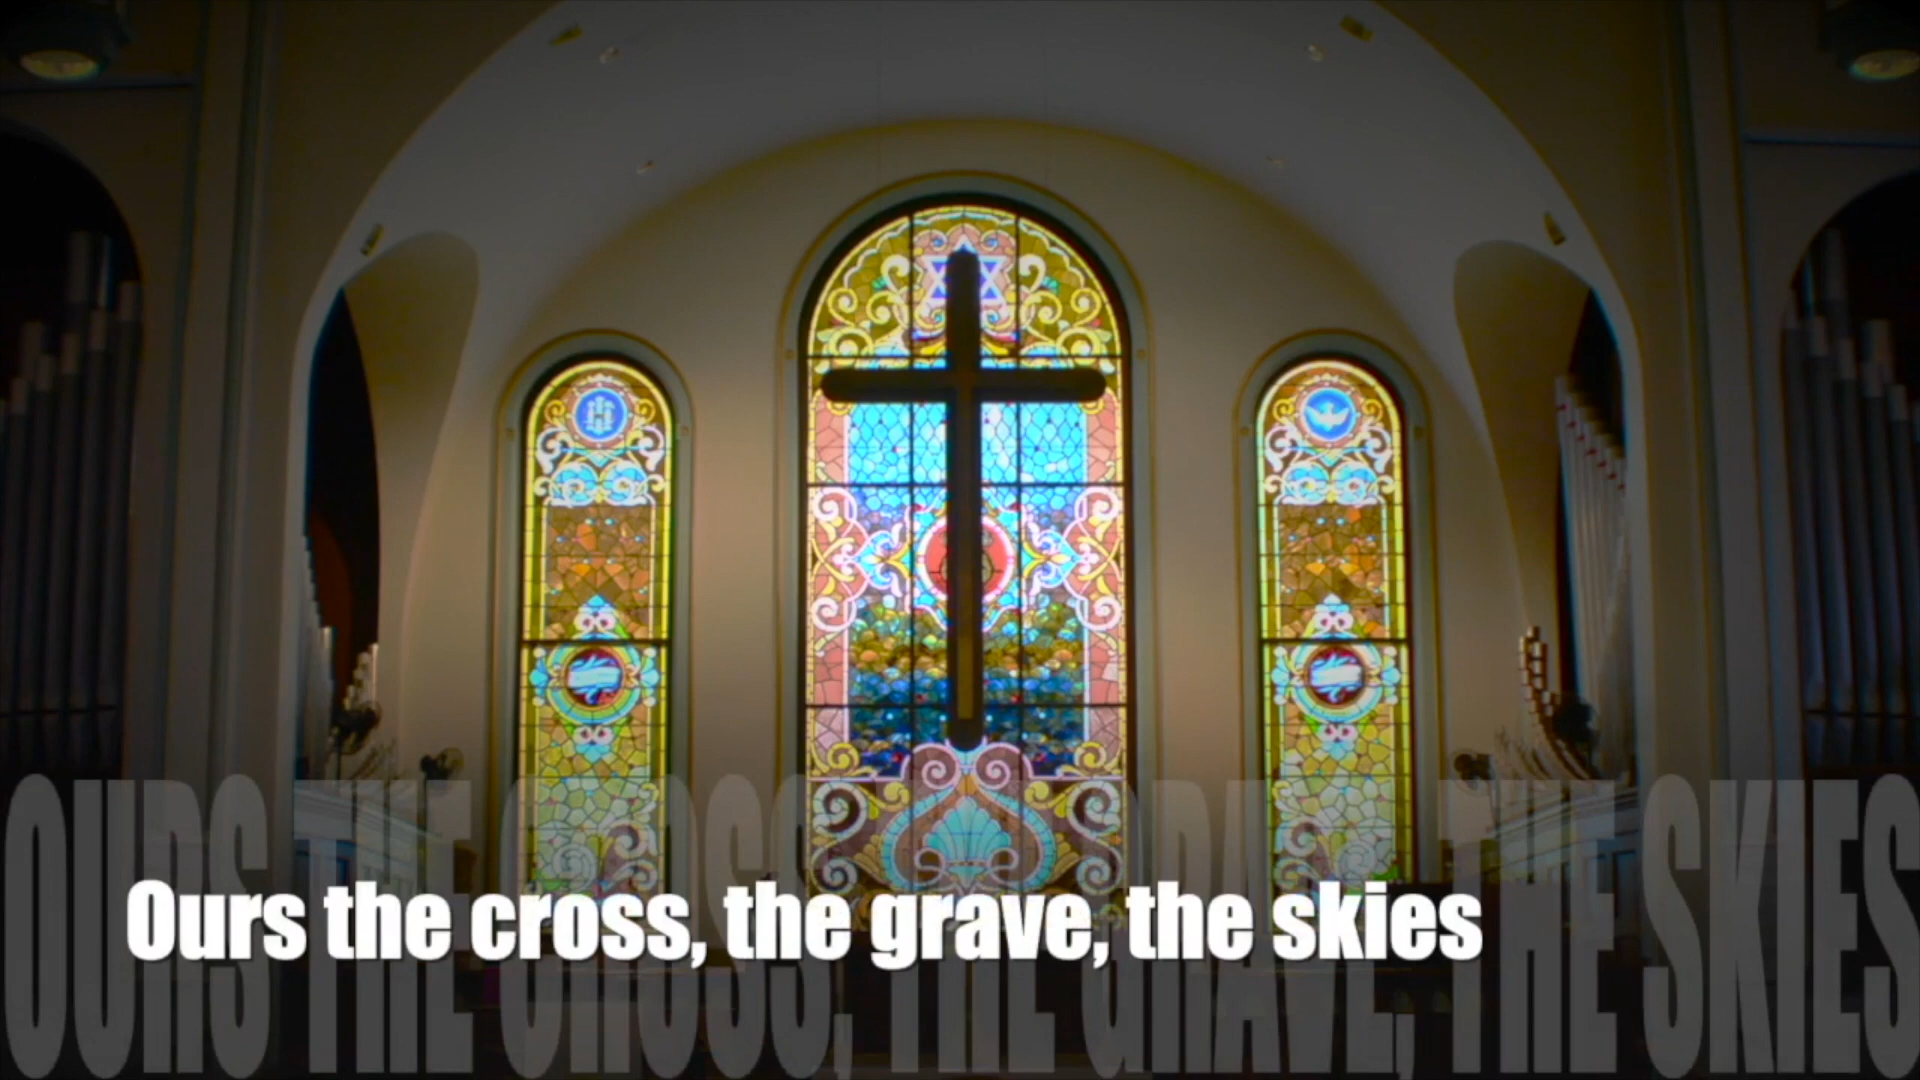 Ours the cross, the grave, the skies
OURS THE CROSS, THE GRAVE, THE SKIES